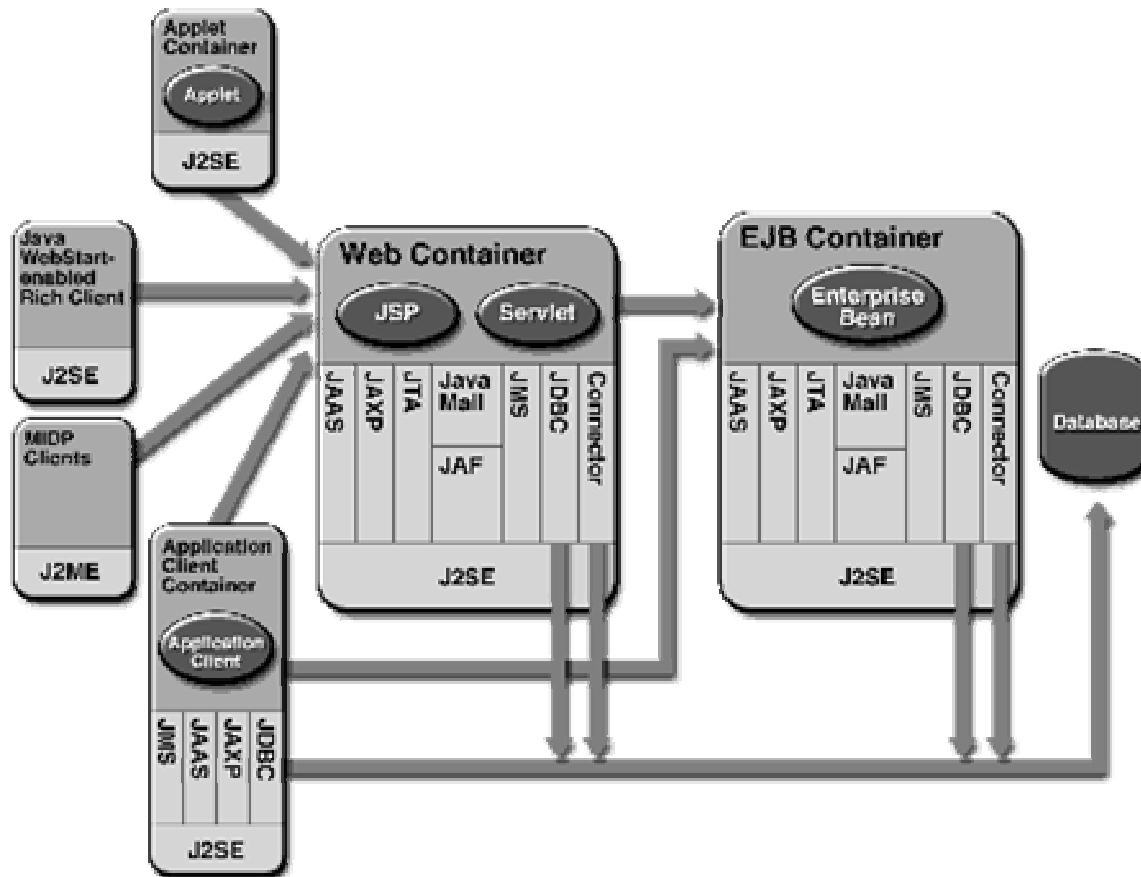 Applet
Container
Applet
J2SE
Java
WebStart-
enabled
Rich Client
J2SE
MIDP
Clients
J2ME
Application
Client
Container
Application
Client
JMS
JAAS
JAXP
JDBC
J2SE
Web Container
JSP
Servlet
JAAS
JAXP
JTA
Java
Mail
JAF
JMS
JDBC
Connector
J2SE
EJB Container
Enterprise
Bean
JAAS
JAXP
JTA
Java
Mail
JAF
JMS
JDBC
Connector
J2SE
Database